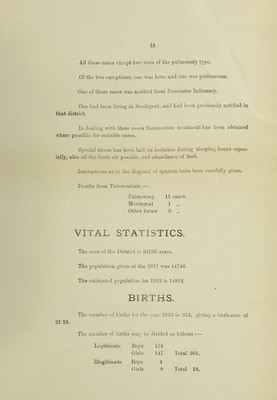 12
All these cases except two were of the pulmonary type.
Of the two exceptions, one was bone and one was peritoneum.
One of these cases was notified from Doncaster Infirmary.
One had been living in Stockport, and had been previously notified in
that district.
In dealing with these cases Sanatorium treatment has been obtained
where possible for suitable cases.
Special stress has been laid on isolation during sleeping hours espec-
ially, also all the fresh air possible and abundance of food.
Instructions as to the disposal of sputum have been carefully given.
Deaths from Tuberculosis :—
Pulmonary 11 cases.
Meningeal 1 ,,
Other forms 3 ,,
VITAL STATISTICS.
The area of the District is 84706 acres.
The population given at the 1911 was
The estimated population for 1913 is
BIRTHS.
The number of births for the year 1913 is 314, giving a birth-rate of
21·19.
The number of births may be divided as follows :—
Legitimate Boys 154
Girls 147 Total 301.
Illegitimate Boys 4
Girls 9 Total 13.